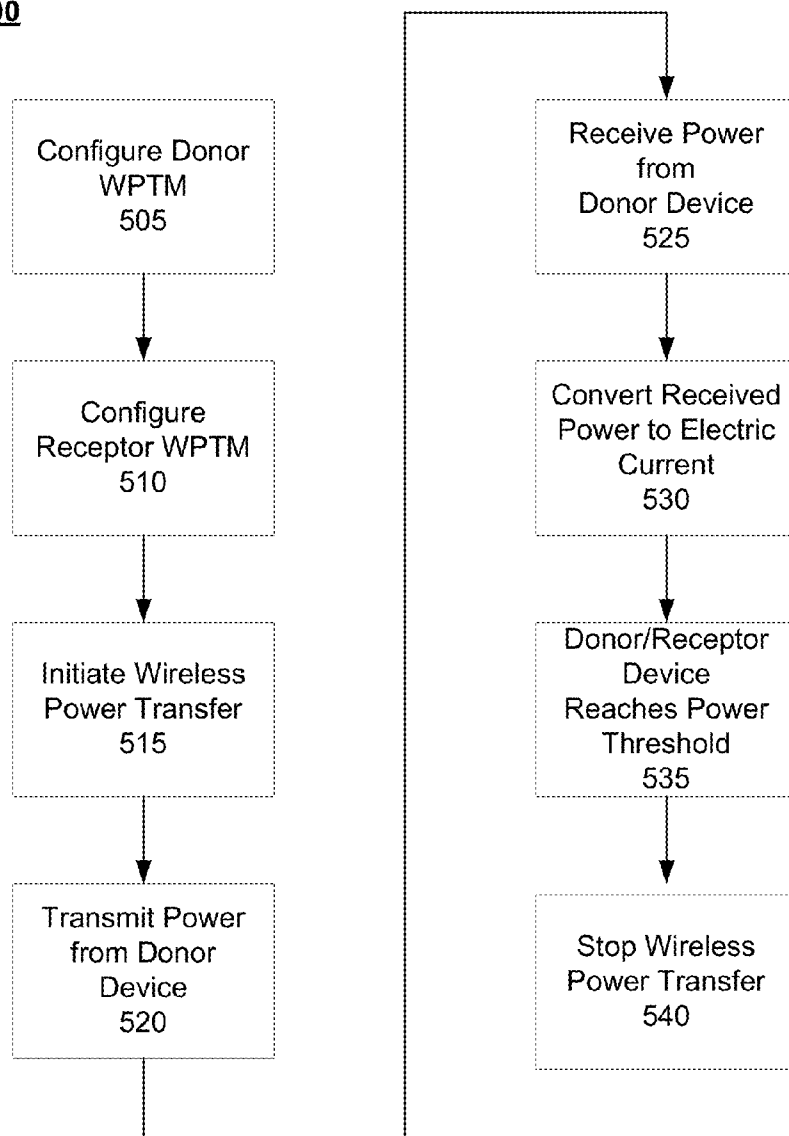 00
Configure Donor
WPTM
505
Configure
Receptor WPTM
510
Initiate Wireless
Power Transfer
515
Transmit Power
from Donor
Device
520
Receive Power
from
Donor Device
525
Convert Received
Power to Electric
Current
530
Donor/Receptor
Device
Reaches Power
Threshold
535
Stop Wireless
Power Transfer
540